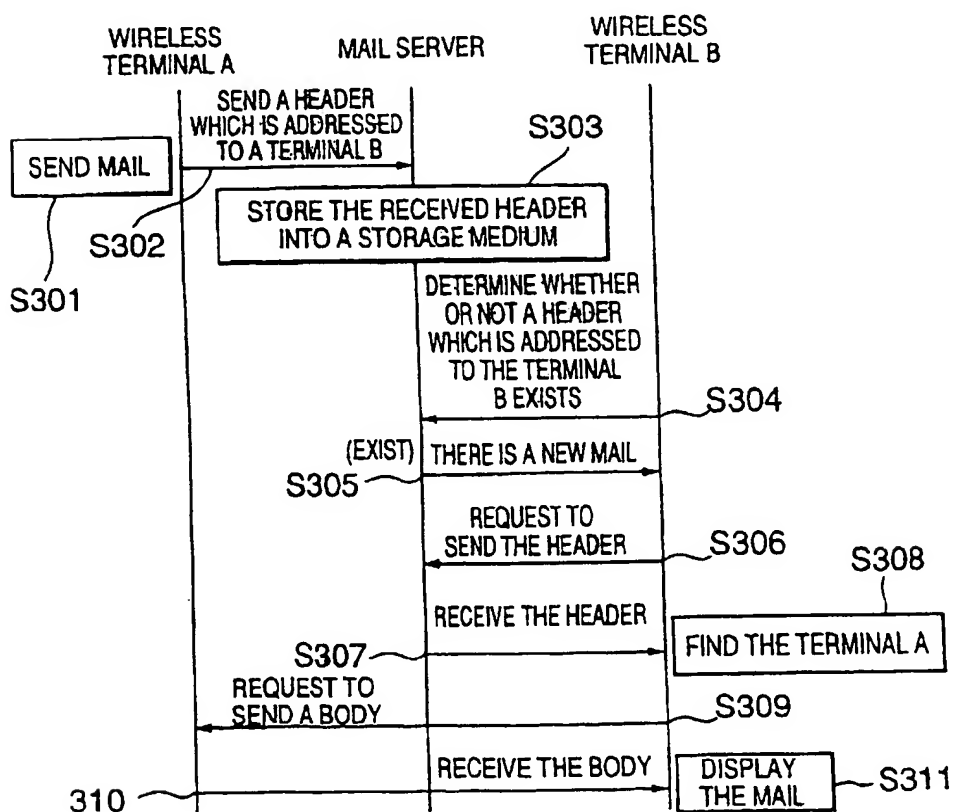 WIRELESS
TERMINAL A
MAIL SERVER
WIRELESS
TERMINAL B
SEND A HEADER
WHICH IS ADDRESSED
TO A TERMINAL B
S303
SEND MAIL
S302
STORE THE RECEIVED HEADER
INTO A STORAGE MEDIUM
S301
DETERMINE WHETHER
OR NOT A HEADER
WHICH IS ADDRESSED
TO THE TERMINAL
B EXISTS
S304
(EXIST) THERE IS A NEW MAIL
S305
REQUEST TO
SEND THE HEADER
S306
S308
RECEIVE THE HEADER
FIND THE TERMINAL A
S307
REQUEST TO
SEND A BODY
S309
RECEIVE THE BODY
DISPLAY
THE MAIL
S311
310